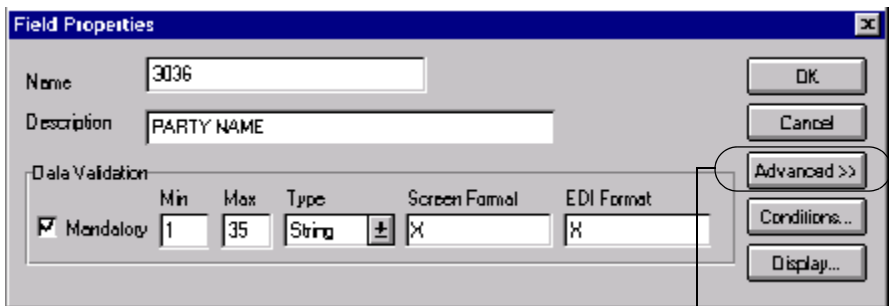 Field Properties
Name 3036 OK
Description PARTY NAME Cancel
Advanced >>
Data Validation
Min Max Type Screen Format EDI Format
Mandatory 1 35 String X X
Conditions...
Display...